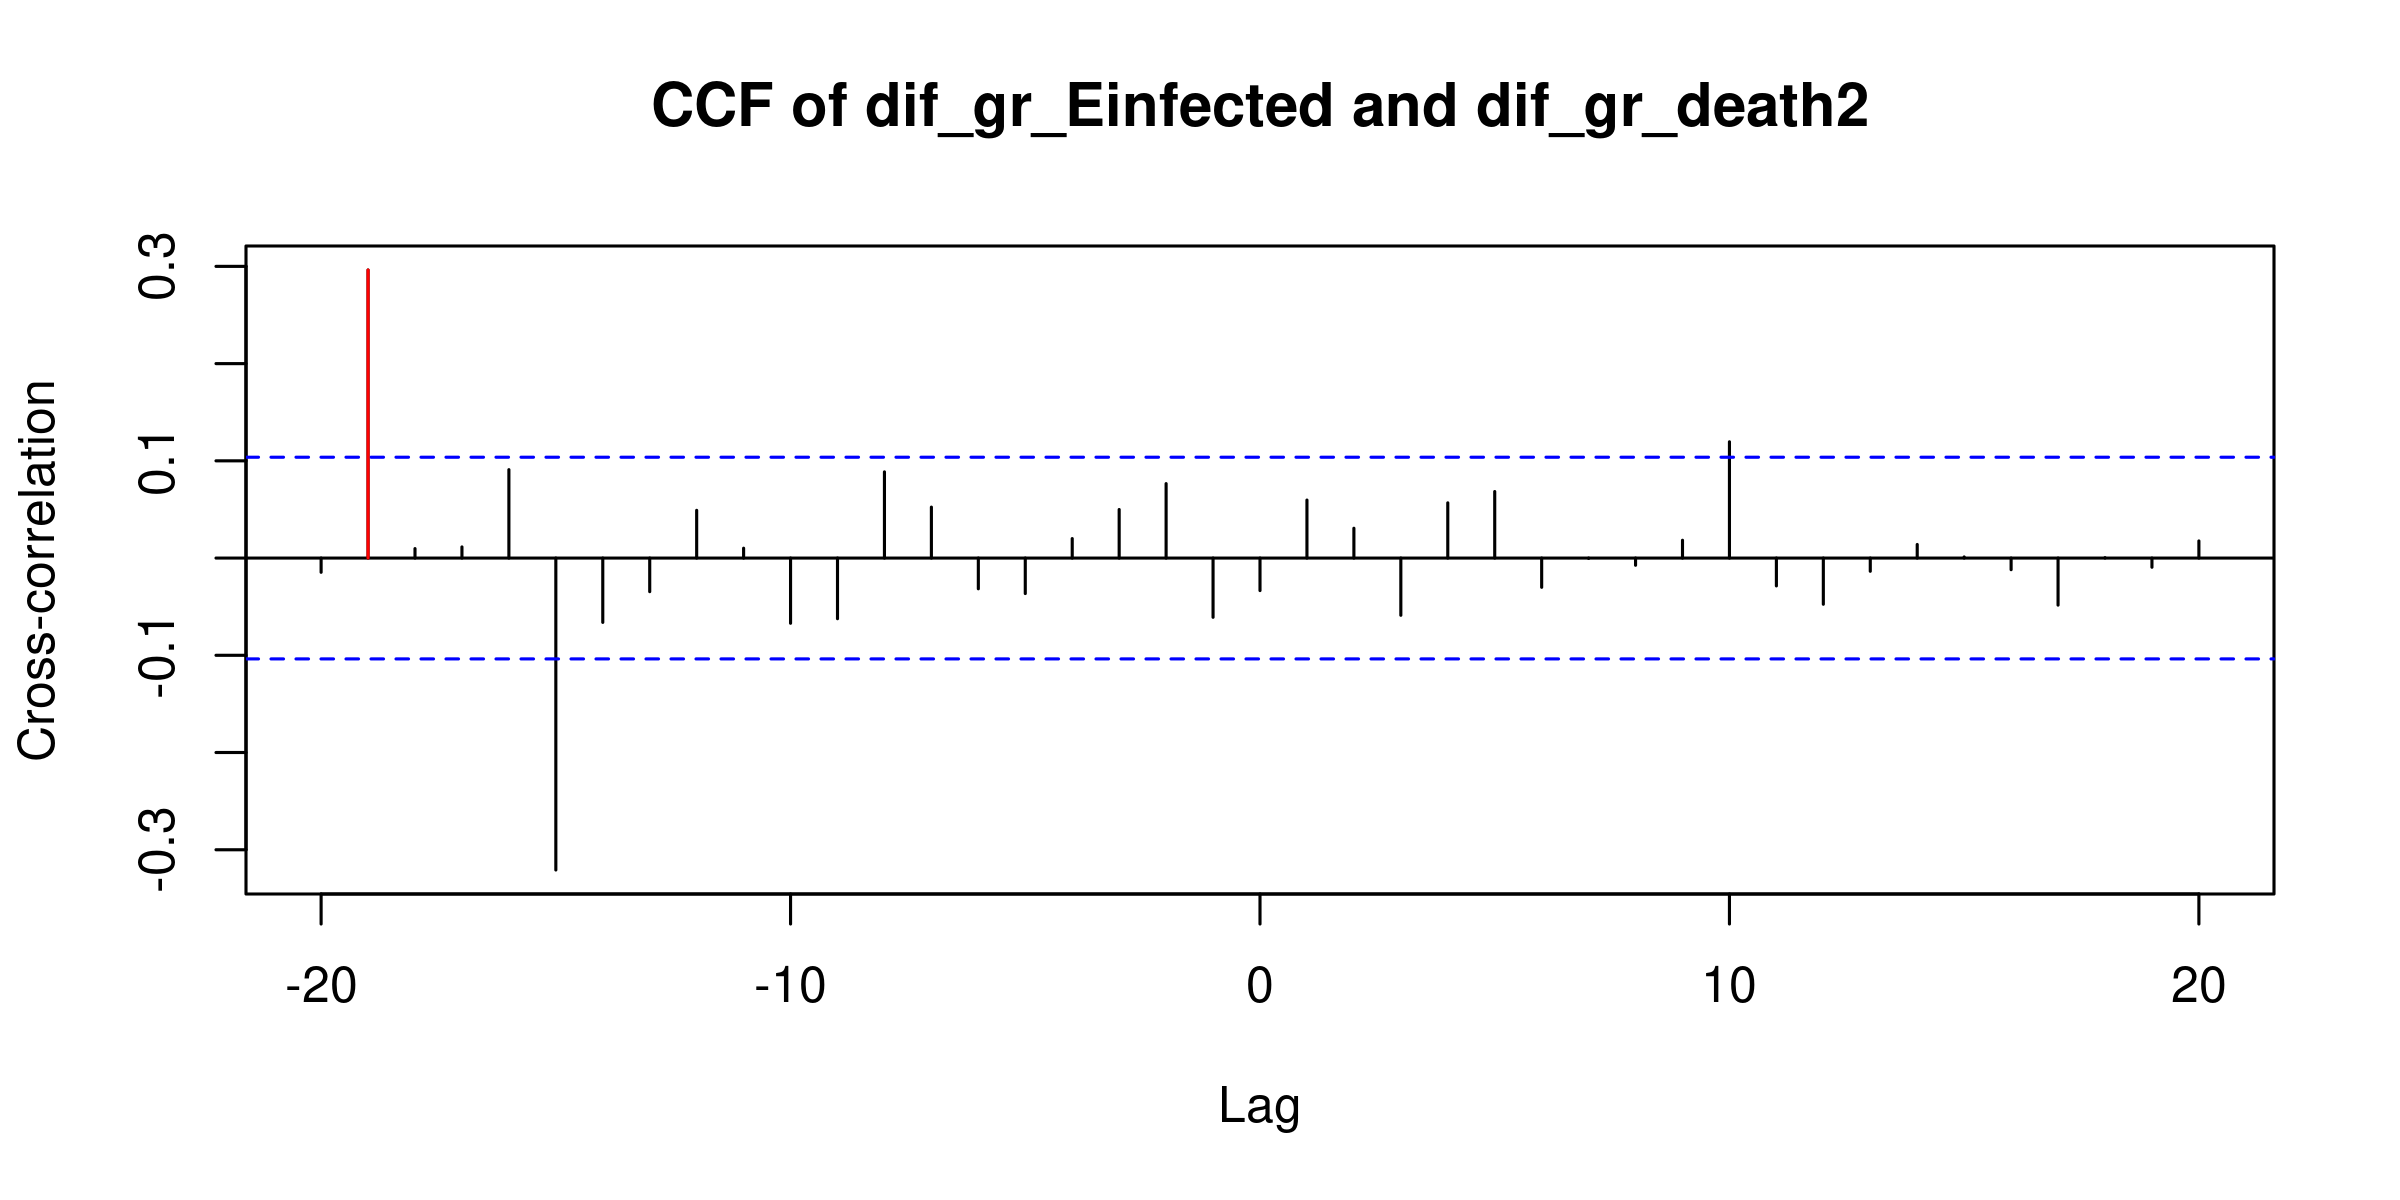 CCF of dif_gr_Einfected and dif_gr_death2
0.3
0.1
-0.1
-0.3
Cross-correlation
-20 -10 0 10 20
Lag